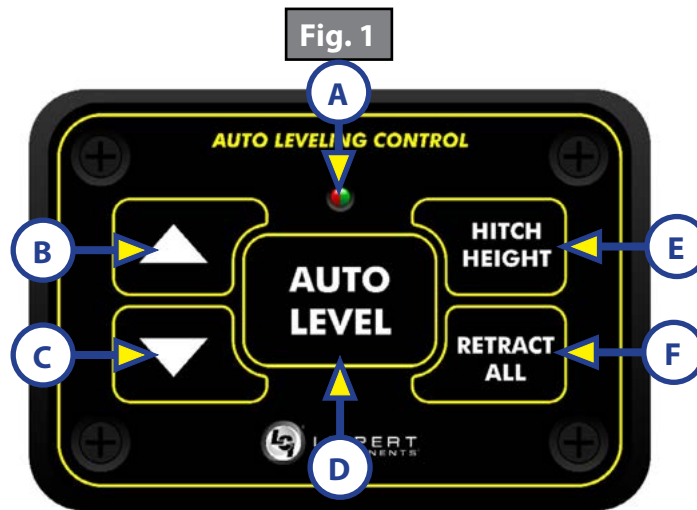 Fig. 1
A
AUTO LEVELING CONTROL
B
HITCH
HEIGHT
E
AUTO
LEVEL
C
RETRACT
ALL
F
D